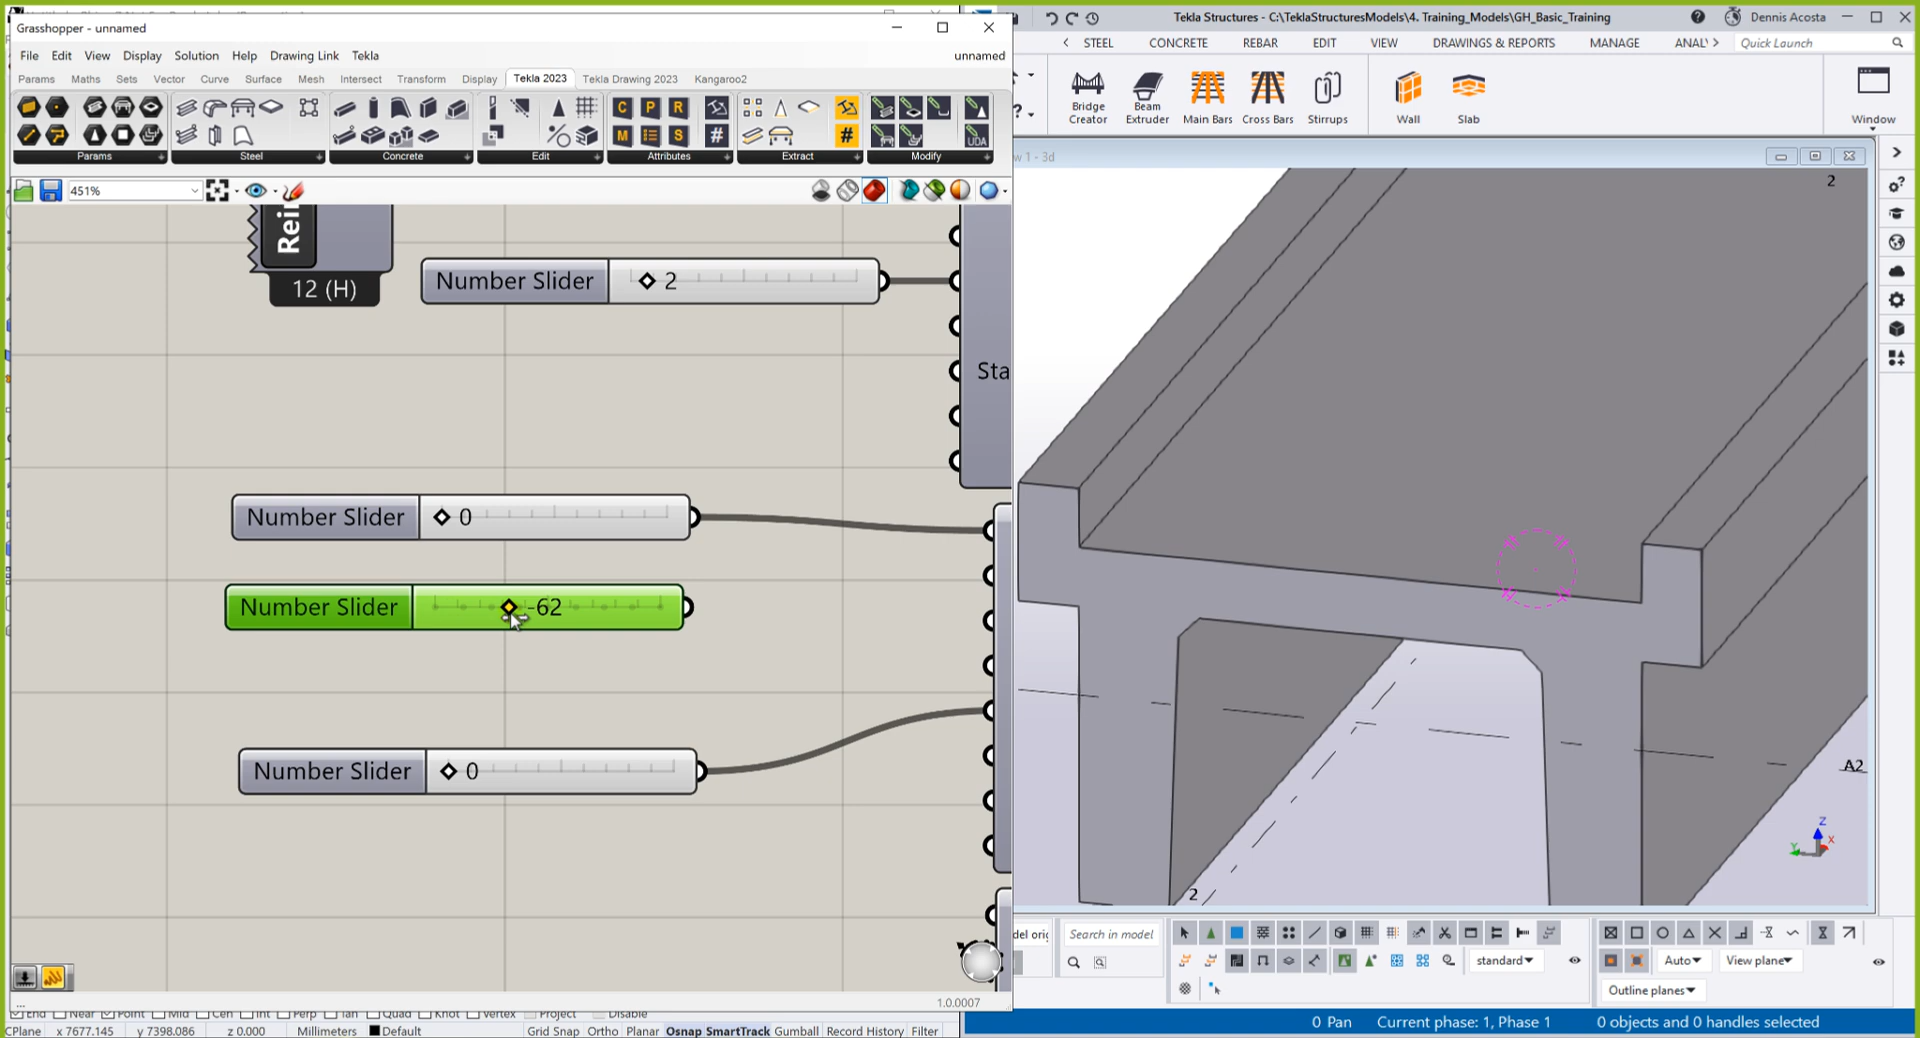 Grasshopper - unnamed
File Edit View Display Solution Help Drawing Link Tekla
unnamed
Params Maths Sets Vector Curve Surface Mesh Intersect Transform Display Tekla 2023 Tekla Drawing 2023 Kangaroo2
C P R
#
#
M S
UDA
Params Steel Concrete Edit Attributes Extract Modify
451%
12 (H)
Number Slider 2
Sta
Number Slider 0
Number Slider -62
Number Slider 0
...
1.0.0007
End Near Point Mid Cen Int Perp Tan Quad Knot Vertex Project Disable
CPlane x 7677.145 y 7398.086 z 0.000 Millimeters Default Grid Snap Ortho Planar Osnap SmartTrack Gumball Record History Filter
Tekla Structures - C:\TeklaStructuresModels\4. Training_Models\GH_Basic_Training
Dennis Acosta
STEEL CONCRETE REBAR EDIT VIEW DRAWINGS & REPORTS MANAGE ANAL
Quick Launch
Bridge Creator
Beam Extruder
Main Bars
Cross Bars
Stirrups
Wall
Slab
Window
w 1 - 3d
2
A2
2
Z
X
Y
Search in model
standard
Auto
View plane
Outline planes
0 Pan Current phase: 1, Phase 1 0 objects and 0 handles selected